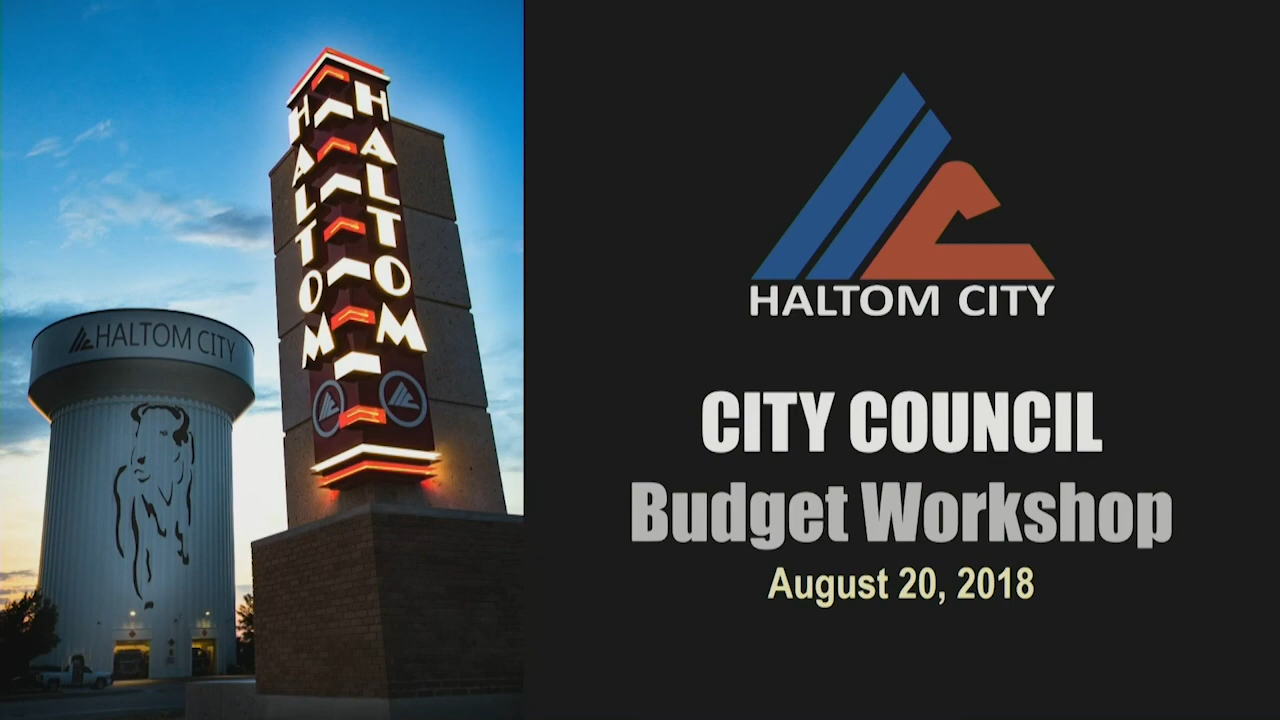 HALTOM
HALTOM
HALTOM CITY
HALTOM CITY
CITY COUNCIL
Budget Workshop
August 20, 2018